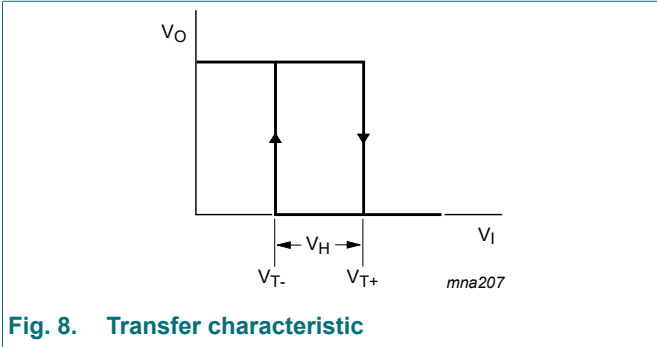 VO
VH
VI
VT-
VT+
mna207
Fig. 8. Transfer characteristic